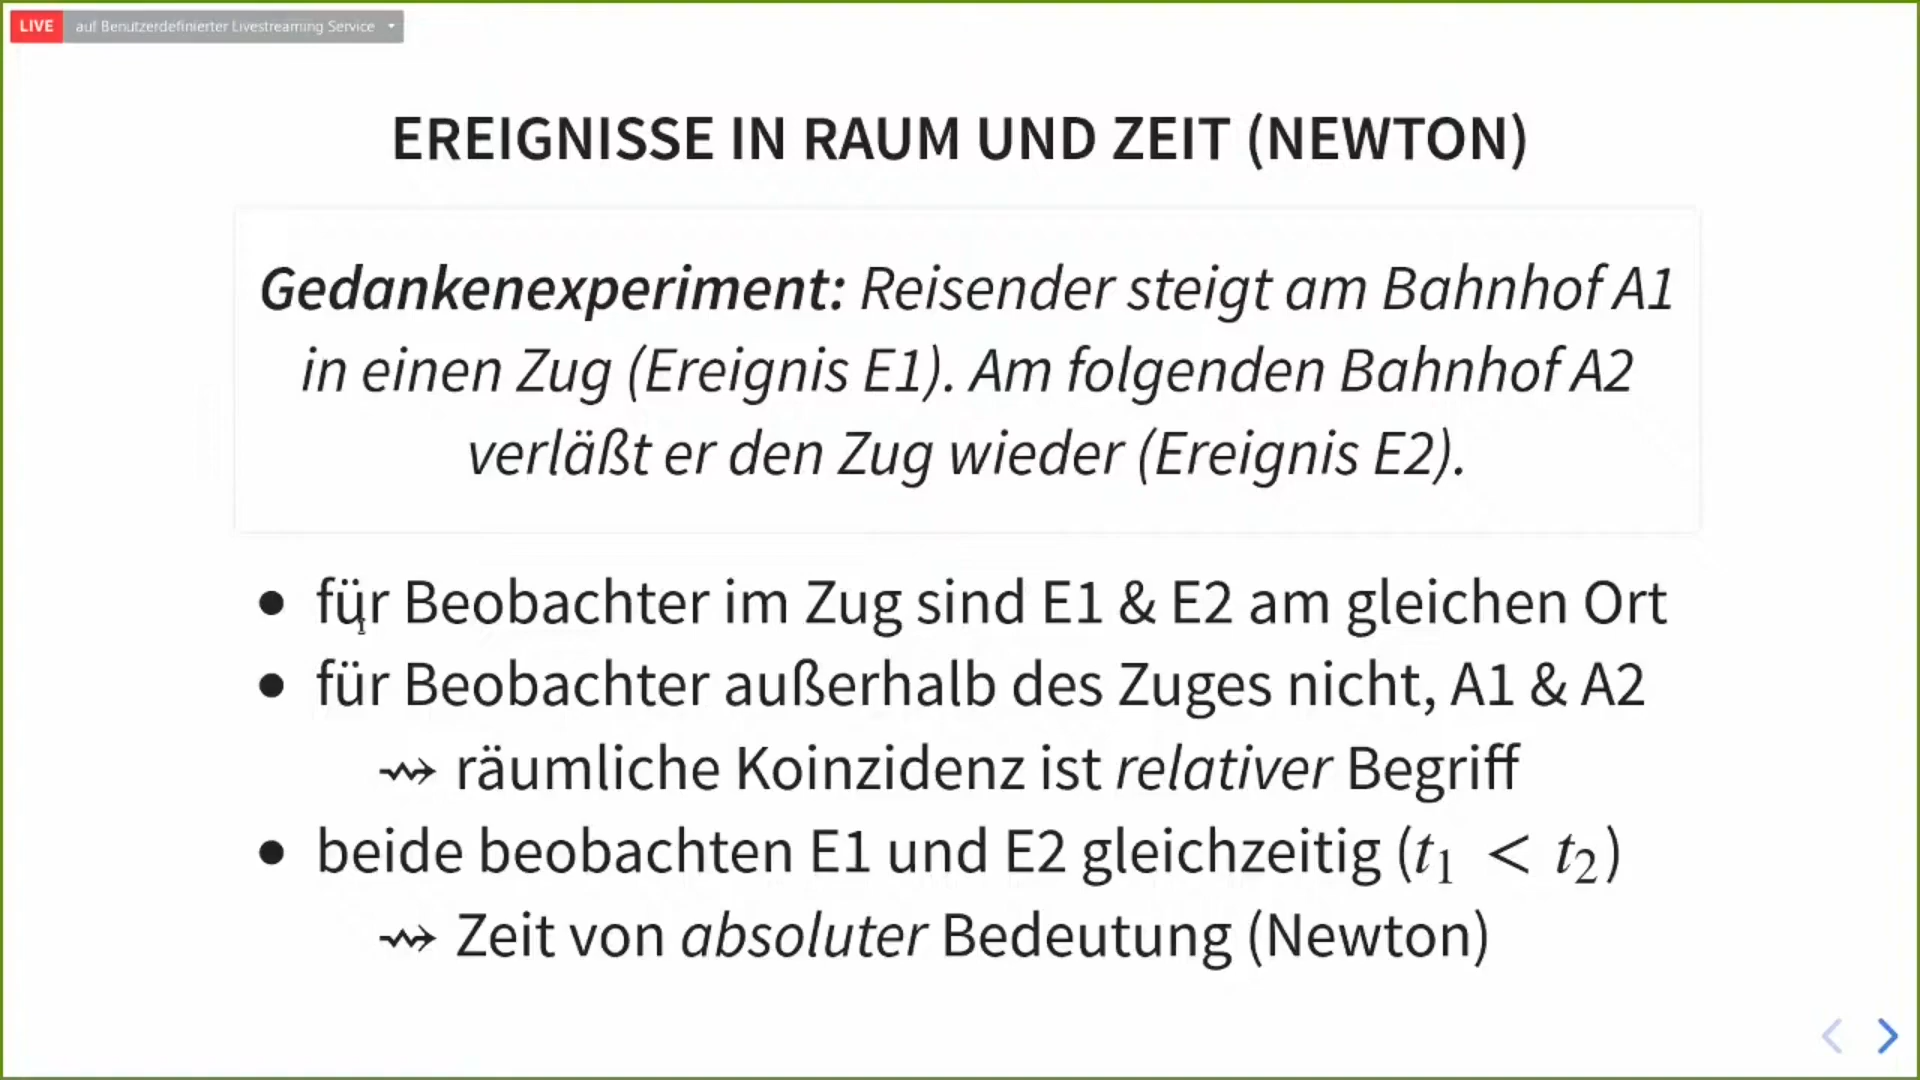 LIVE auf Benutzerdefinierter Livestreaming Service
EREIGNISSE IN RAUM UND ZEIT (NEWTON)
Gedankenexperiment: Reisender steigt am Bahnhof A1
in einen Zug (Ereignis E1). Am folgenden Bahnhof A2
verläßt er den Zug wieder (Ereignis E2).
• für Beobachter im Zug sind E1 & E2 am gleichen Ort
• für Beobachter außerhalb des Zuges nicht, A1 & A2
⇝ räumliche Koinzidenz ist relativer Begriff
• beide beobachten E1 und E2 gleichzeitig (t₁ < t₂)
⇝ Zeit von absoluter Bedeutung (Newton)